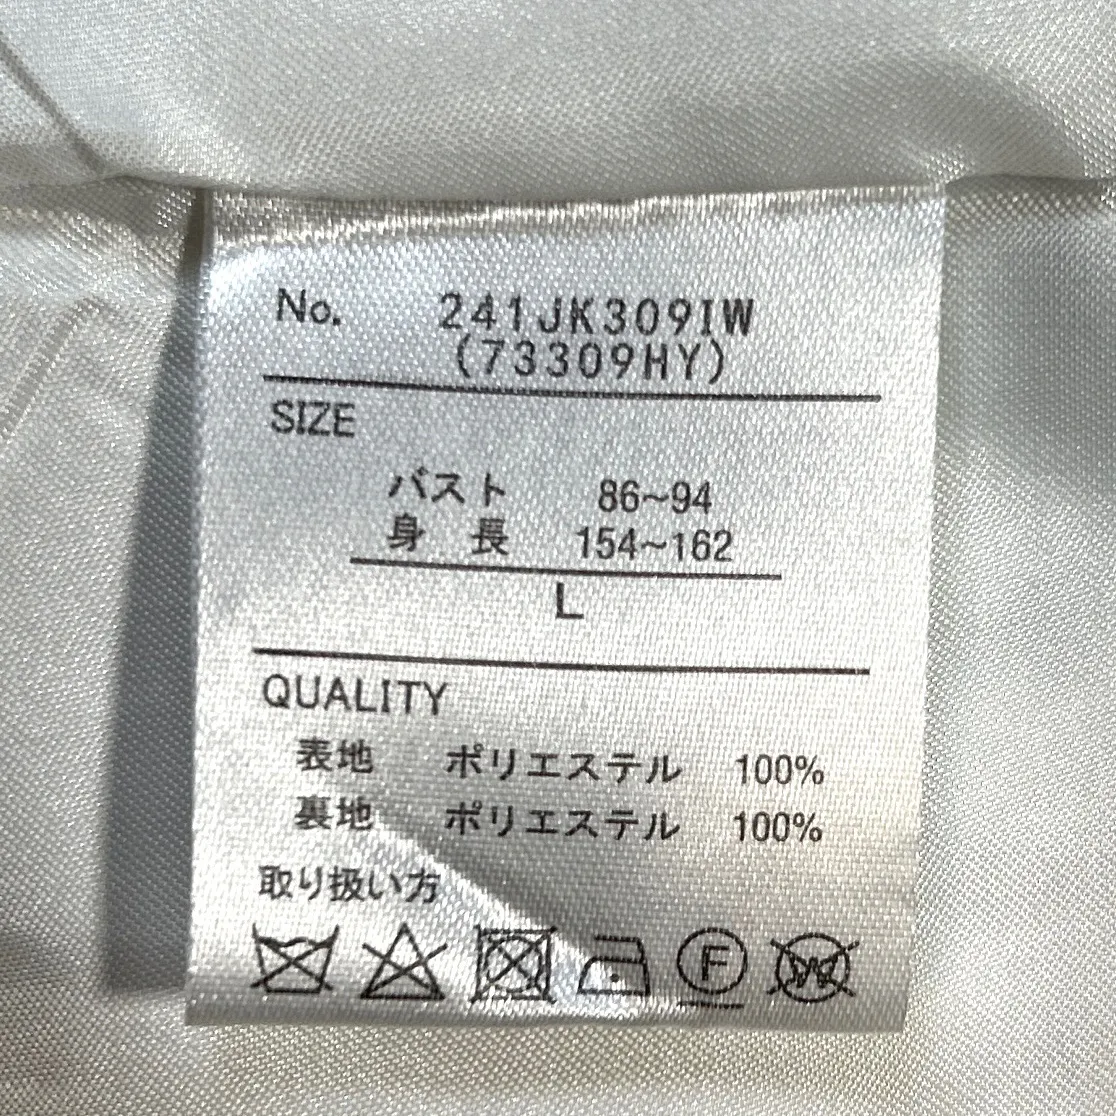 No. 241JK309IW
(73309HY)
SIZE
バスト 86~94
身長 154~162
L
QUALITY
表地 ポリエステル 100%
裏地 ポリエステル 100%
取り扱い方
F W